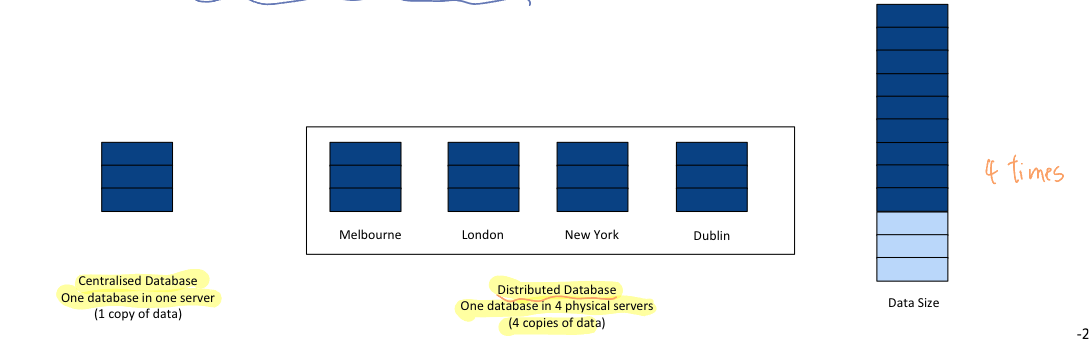 4 times
Melbourne
London
New York
Dublin
Centralised Database
One database in one server
(1 copy of data)
Distributed Database
One database in 4 physical servers
(4 copies of data)
Data Size
-2